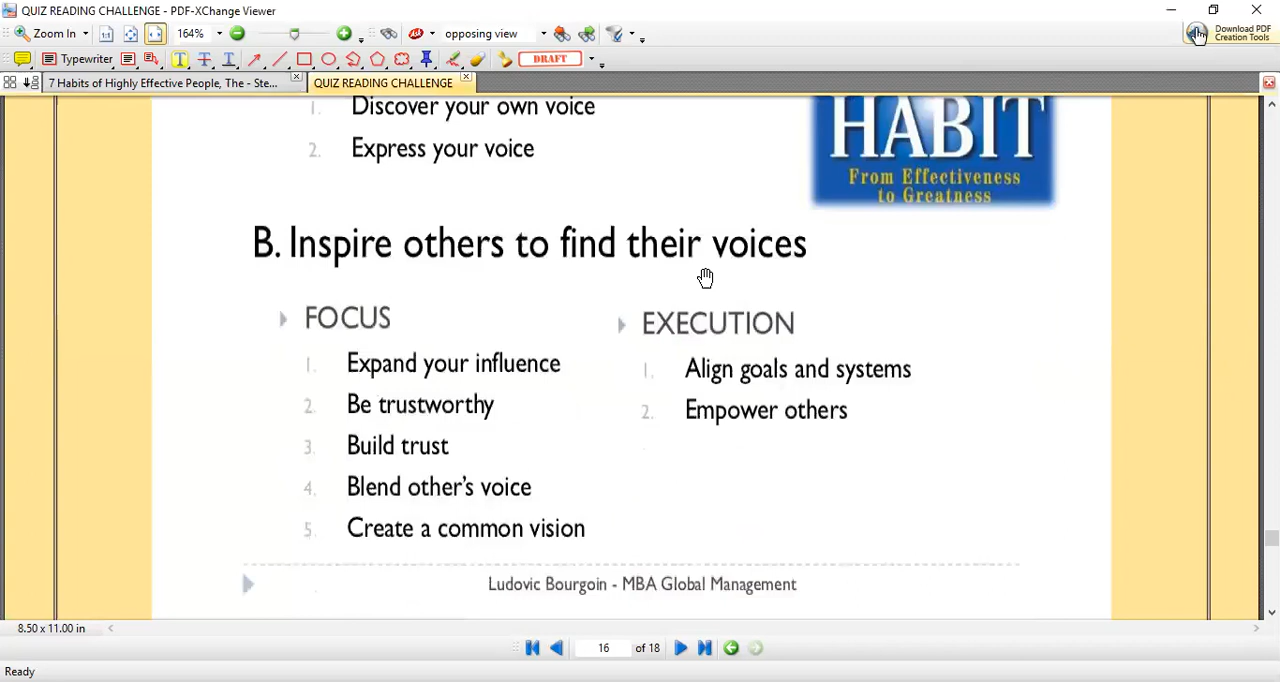 QUIZ READING CHALLENGE - PDF-XChange Viewer
Zoom In
164%
opposing view
Download PDF
Creation Tools
Typewriter
DRAFT
7 Habits of Highly Effective People, The - Ste...
QUIZ READING CHALLENGE
1. Discover your own voice
2. Express your voice
HABIT
From Effectiveness
to Greatness
B. Inspire others to find their voices
FOCUS
1. Expand your influence
2. Be trustworthy
3. Build trust
4. Blend other's voice
5. Create a common vision
EXECUTION
1. Align goals and systems
2. Empower others
Ludovic Bourgoin - MBA Global Management
8.50 x 11.00 in
16 of 18
Ready